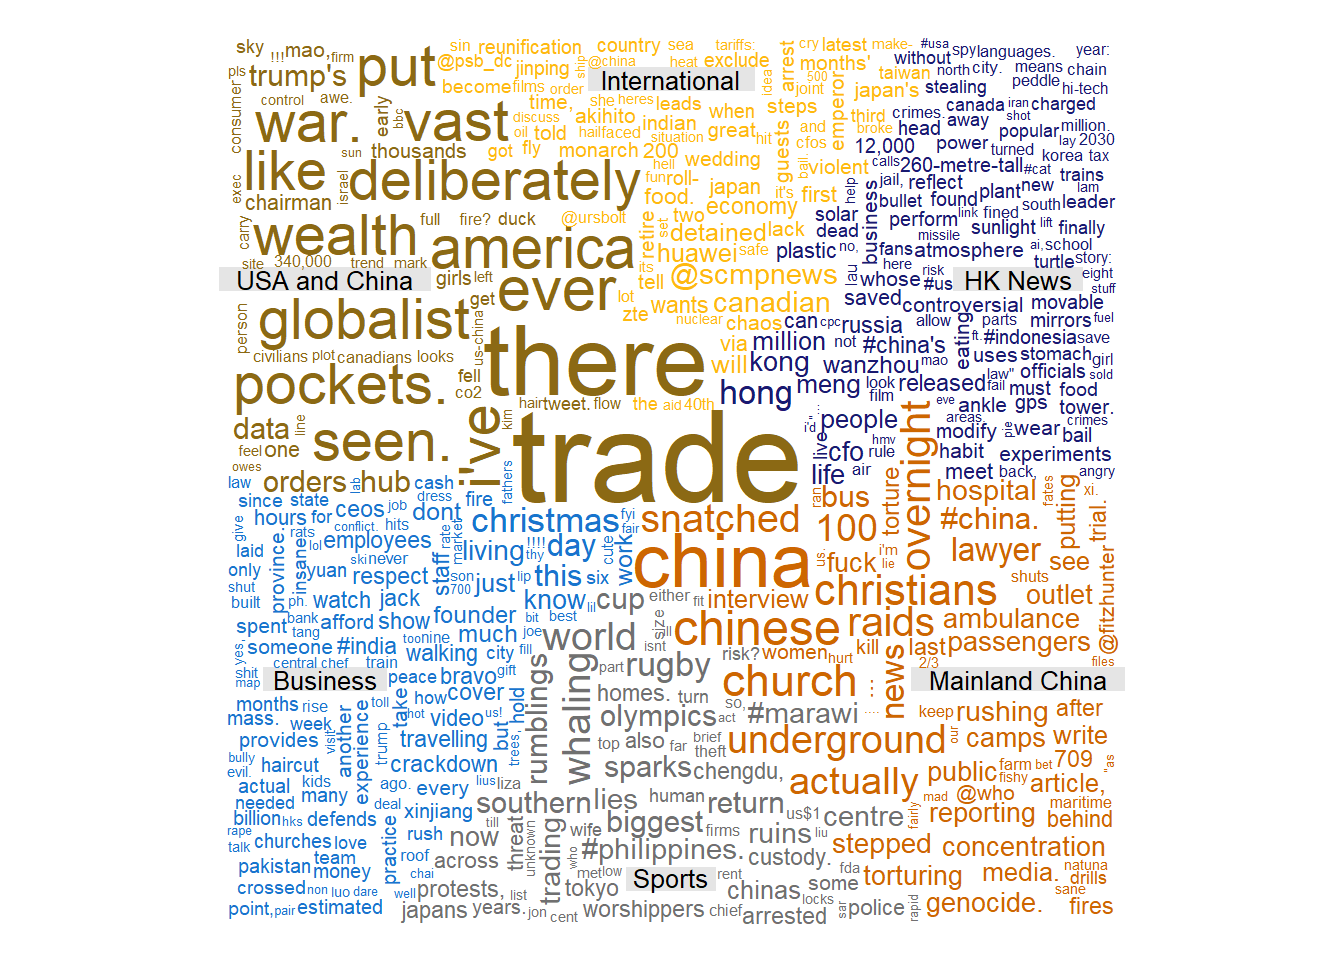 sky
!!!
mao,
firm
sin
reunification
country
sea
tariffs:
cry
latest
make-
#usa
spy
languages.
year:
pls
trump's
put
@psb_dc
jinping
ship
@china
heat
exclude
arrest
months'
without
north
city.
means
chain
International
consumer
control
awe.
become
films
order
Idea
500
joint
taiwan
japan's
stealing
peddle
hi-tech
war.
early
bbc
vast
time,
she
heres
leads
when
steps
emperor
third
crimes.
canada
iran
charged
discuss
akihito
indian
great
hit
and
broke
head
away
shot
popular
million.
oil
told
hail
faced
situation
guests
cfos
12,000
power
turned
lay
2030
sun
thousands
got
fly
monarch
200
wedding
ball.
violent
calls
260-metre-tall
#cat
korea
tax
like
israel
deliberately
hell
fun
roll-
food.
japan
it's
first
help
jail,
reflect
plant
new
trains
lam
exec
chairman
full
fire?
duck
@ursbolt
retire
set
two
economy
solar
business
bullet
found
south
leader
carry
wealth
america
detained
lack
dead
perform
link
fined
sunlight
lift
finally
site
340,000
trend
mark
its
huawei
safe
plastic
no,
fans
atmosphere
missile
ai,
school
USA and China
girls
left
tell
@scmpnews
lau
here
whose
risk
#us
turtle
story:
eight
HK News
stuff
person
globalist
get
ever
lot
zte
wants
canadian
saved
controversial
movable
us-china
nuclear
chaos
can
cpc
russia
allow
parts
mirrors
fuel
civilians
plot
canadians
looks
there
via
million
not
#china's
eating
ft.
#indonesia
save
fell
will
kong
wanzhou
mao
uses
stomach
girl
pockets.
co2
hong
meng
look
released
fail
law"
officials
sold
hair
tweet.
flow
the
aid
40th
film
eve
must
food
data
line
i've
kim
trade
i'd
...
people
ankle
gps
tower.
feel
one
seen.
live
cfo
hmv
rule
overnight
areas.
modify
pie
wear
crimes
bail
owes
life
air
habit
experiments
law
orders
hub
cash
fathers
meet
back.
angry
lab
dress
ran
bus
torture
hospital
fates
xi.
since
state
job
dont
fire
christmas
fyi
snatched
100
#china.
putting
trial.
give
hours
for
ceos
conflict.
hits
rate
market
fair
rats
lol
employees
living
!!!!
day
cute
work
china
us.
i'm
lawyer
laid
insane
ski
never
staff
thy
fuck
lie
see
only
province.
yuan
respect
son
700
just
lip
this
six
christians
shuts
outlet
shut
ph.
watch
jack
know
lil
cup
either
fit
interview
built
bank
founder
bit
best
size
chinese
raids
ambulance
@fitzhunter
spent
tang
afford
show
joe
world
isnt
ill
last
passengers
yes.
someone
#india
too
nine
much
kill
shit
central
chef
train
walking
city
fill
rumblings
whaling
part
rugby
risk?
women
hurt
news
2/3
files
map
Business
peace
bravo
gift
homes.
turn
church
...
Mainland China
months
rise
toll
how
cover
hold
so,
#marawi
....
keep
rushing
after
mass.
week
take
hot
video
us!
but
olympics
act
our
provides
visit
another
experience
trump
travelling
trees,
top
also
far
brief
theft
underground
camps
write
bully
evil.
haircut
crackdown
sparks
chengdu,
actually
public
farm
bet
709
"as
actual
kids
ago.
every
lius
liza
fishy
article,
needed
many
deal
xinjiang
southern
lies
human
return
us$1
centre
mad
@who
maritime
billion
hks
defends
practice
till
biggest
firms
fairly
reporting
behind
rape
churches
love
rush
now
threat
unknown
wife
ruins
liu
stepped
concentration
talk
team
roof
across
trading
who
#philippines.
custody.
natuna
pakistan
money
chai
met
low
fda
torturing
media.
drills
Sports
crossed
non
luo
dare
well
protests,
list
tokyo
rent
chinas
some
sane
locks
point,
pair
estimated
japans
years.
jon
cent
worshippers
chief
arrested
sar
police
rapid
genocide.
fires